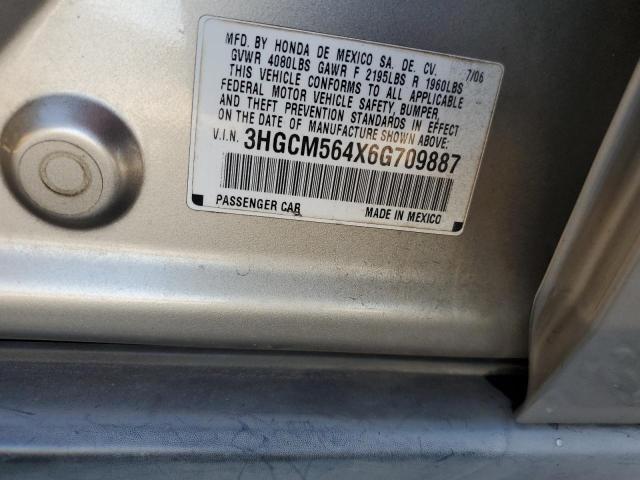 MFD. BY HONDA DE MEXICO SA. DE. CV. 7/06
GVWR 4080LBS GAWR F 2195LBS R 1960LBS
THIS VEHICLE CONFORMS TO ALL APPLICABLE
FEDERAL MOTOR VEHICLE SAFETY, BUMPER,
AND THEFT PREVENTION STANDARDS IN EFFECT
ON THE DATE OF MANUFACTURE SHOWN ABOVE.
V.I.N. 3HGCM564X6G709887
PASSENGER CAR MADE IN MEXICO